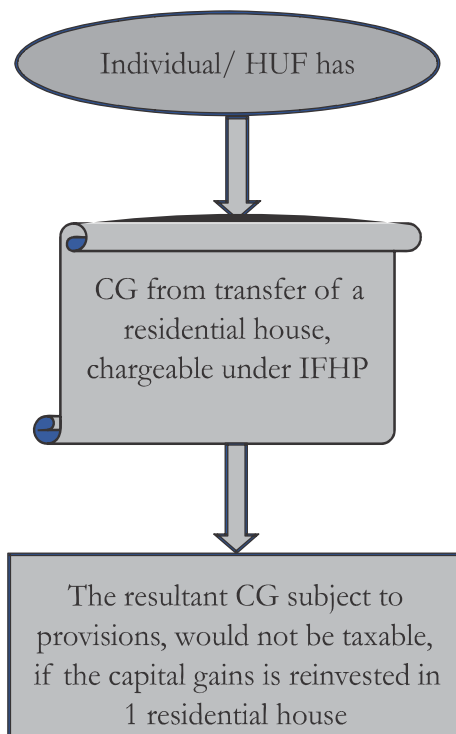 Individual/ HUF has
CG from transfer of a
residential house,
chargeable under IFHP
The resultant CG subject to
provisions, would not be taxable,
if the capital gains is reinvested in
1 residential house